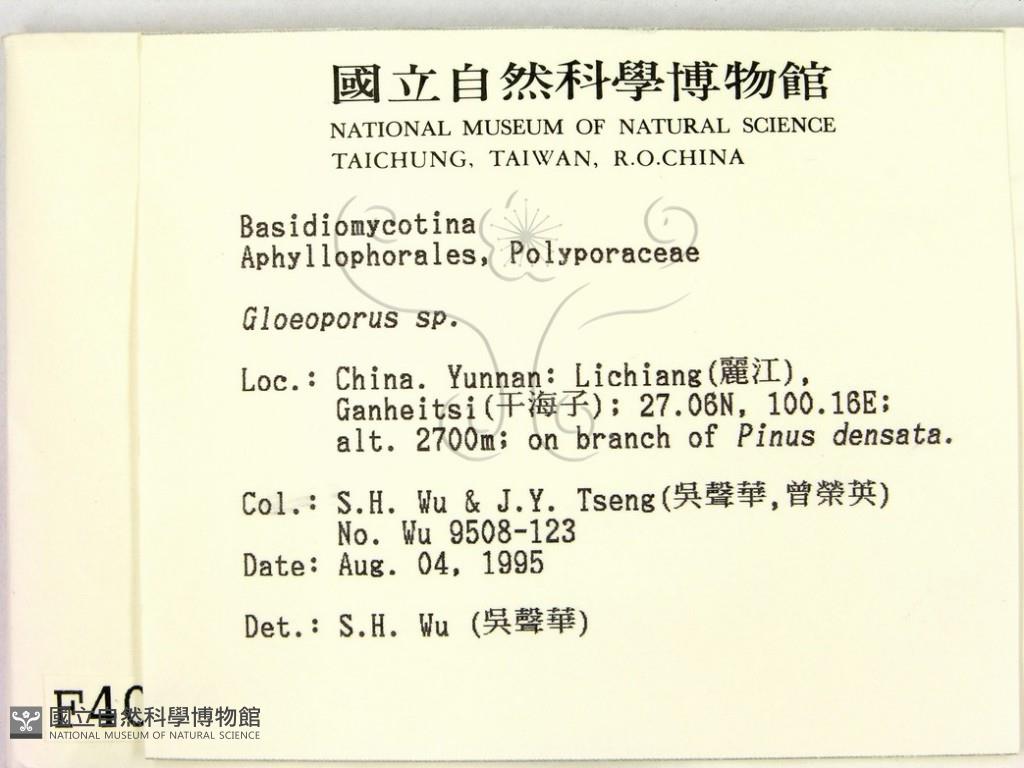 國立自然科學博物館
NATIONAL MUSEUM OF NATURAL SCIENCE
TAICHUNG, TAIWAN, R.O.CHINA
Basidiomycotina
Aphyllophorales, Polyporaceae
Gloeoporus sp.
Loc.: China. Yunnan: Lichiang(麗江),
Ganheitsi(干海子); 27.06N, 100.16E;
alt. 2700m; on branch of Pinus densata.
Col.: S.H. Wu & J.Y. Tseng(吳聲華,曾榮英)
No. Wu 9508-123
Date: Aug. 04, 1995
Det.: S.H. Wu (吳聲華)
國立自然科學博物館
NATIONAL MUSEUM OF NATURAL SCIENCE